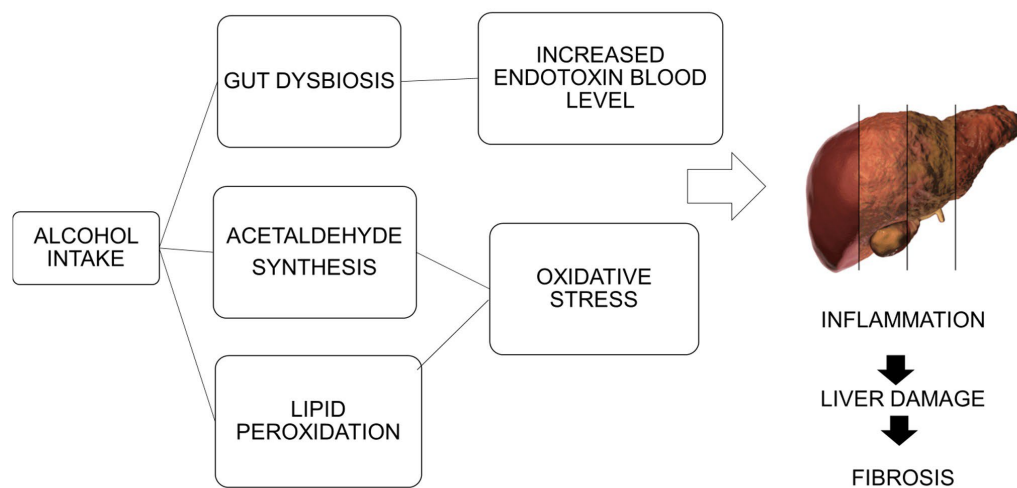 GUT DYSBIOSIS
INCREASED
ENDOTOXIN BLOOD
LEVEL
ALCOHOL
INTAKE
ACETALDEHYDE
SYNTHESIS
OXIDATIVE
STRESS
LIPID
PEROXIDATION
INFLAMMATION
LIVER DAMAGE
FIBROSIS